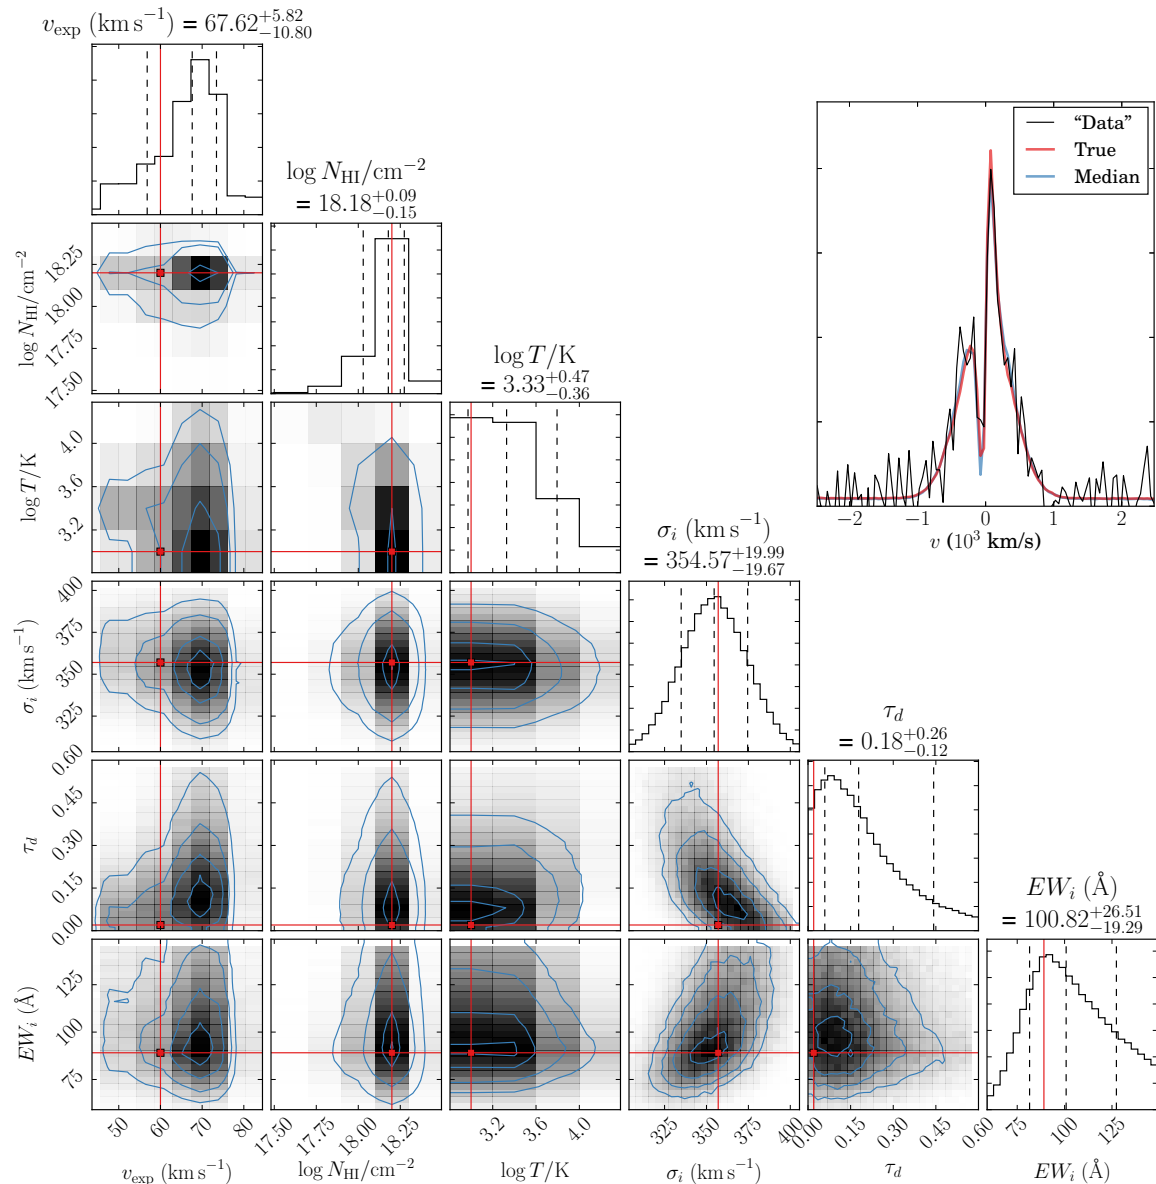 v_exp (km s⁻¹) = 67.62^{+5.82}_{-10.80}
log N_HI/cm⁻²
= 18.18^{+0.09}_{-0.15}
log T/K
= 3.33^{+0.47}_{-0.36}
σ_i (km s⁻¹)
= 354.57^{+19.99}_{-19.67}
τ_d
= 0.18^{+0.26}_{-0.12}
EW_i (Å)
= 100.82^{+26.51}_{-19.29}
“Data”
True
Median
−2 −1 0 1 2
v (10³ km/s)
log N_HI/cm⁻²
18.25
18.00
17.75
17.50
log T/K
4.0
3.6
3.2
σ_i (km s⁻¹)
400
375
350
325
τ_d
0.60
0.45
0.30
0.15
0.00
EW_i (Å)
125
100
75
50 60 70 80
v_exp (km s⁻¹)
17.50 17.75 18.00 18.25
log N_HI/cm⁻²
3.2 3.6 4.0
log T/K
325 350 375 400
σ_i (km s⁻¹)
0.00 0.15 0.30 0.45 0.60
τ_d
75 100 125
EW_i (Å)